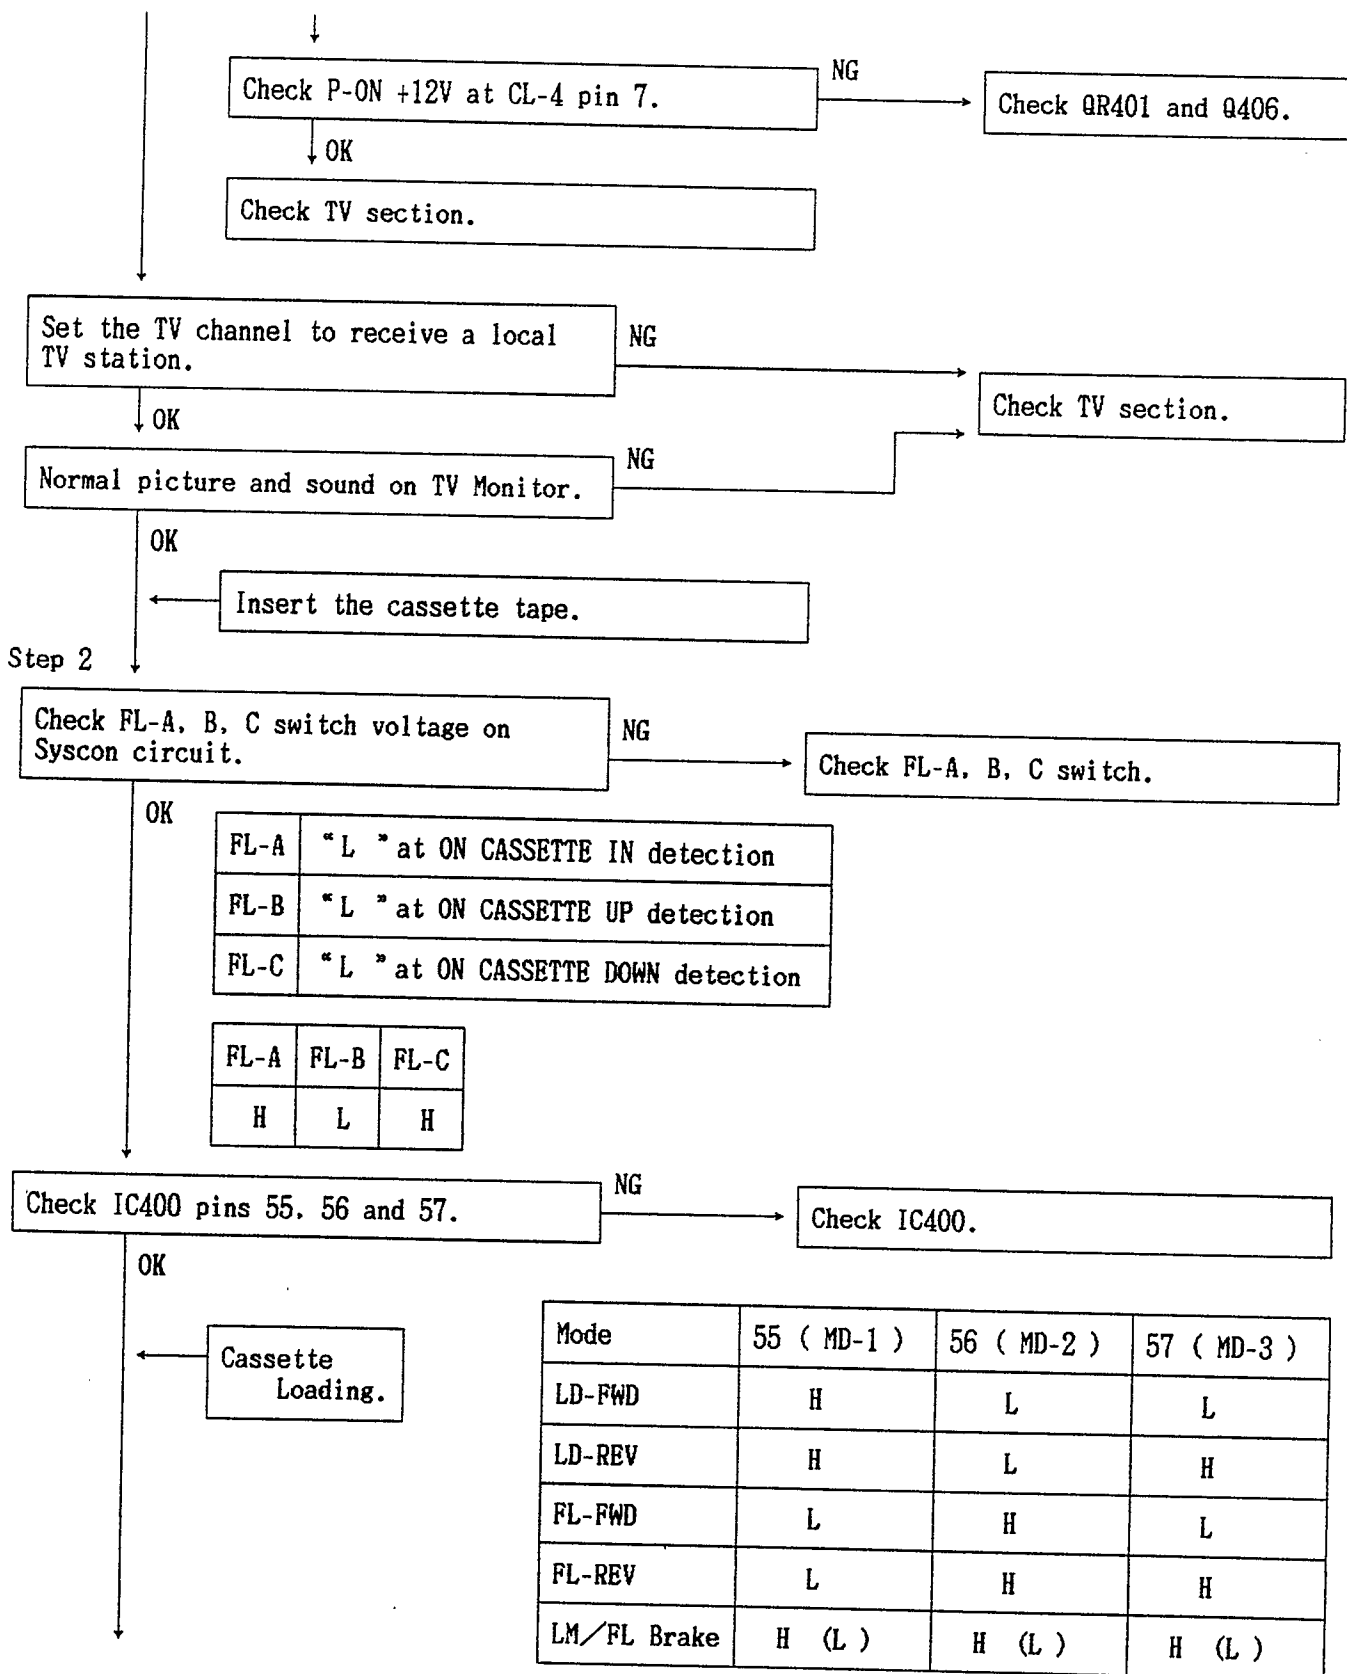 Check P-ON +12V at CL-4 pin 7.
NG
Check QR401 and Q406.
OK
Check TV section.
Set the TV channel to receive a local
TV station.
NG
Check TV section.
OK
Normal picture and sound on TV Monitor.
NG
OK
Insert the cassette tape.
Step 2
Check FL-A, B, C switch voltage on
Syscon circuit.
NG
Check FL-A, B, C switch.
OK
FL-A "L" at ON CASSETTE IN detection
FL-B "L" at ON CASSETTE UP detection
FL-C "L" at ON CASSETTE DOWN detection
FL-A FL-B FL-C
H L H
Check IC400 pins 55, 56 and 57.
NG
Check IC400.
OK
Cassette
Loading.
Mode 55 ( MD-1 ) 56 ( MD-2 ) 57 ( MD-3 )
LD-FWD H L L
LD-REV H L H
FL-FWD L H L
FL-REV L H H
LM/FL Brake H (L) H (L) H (L)